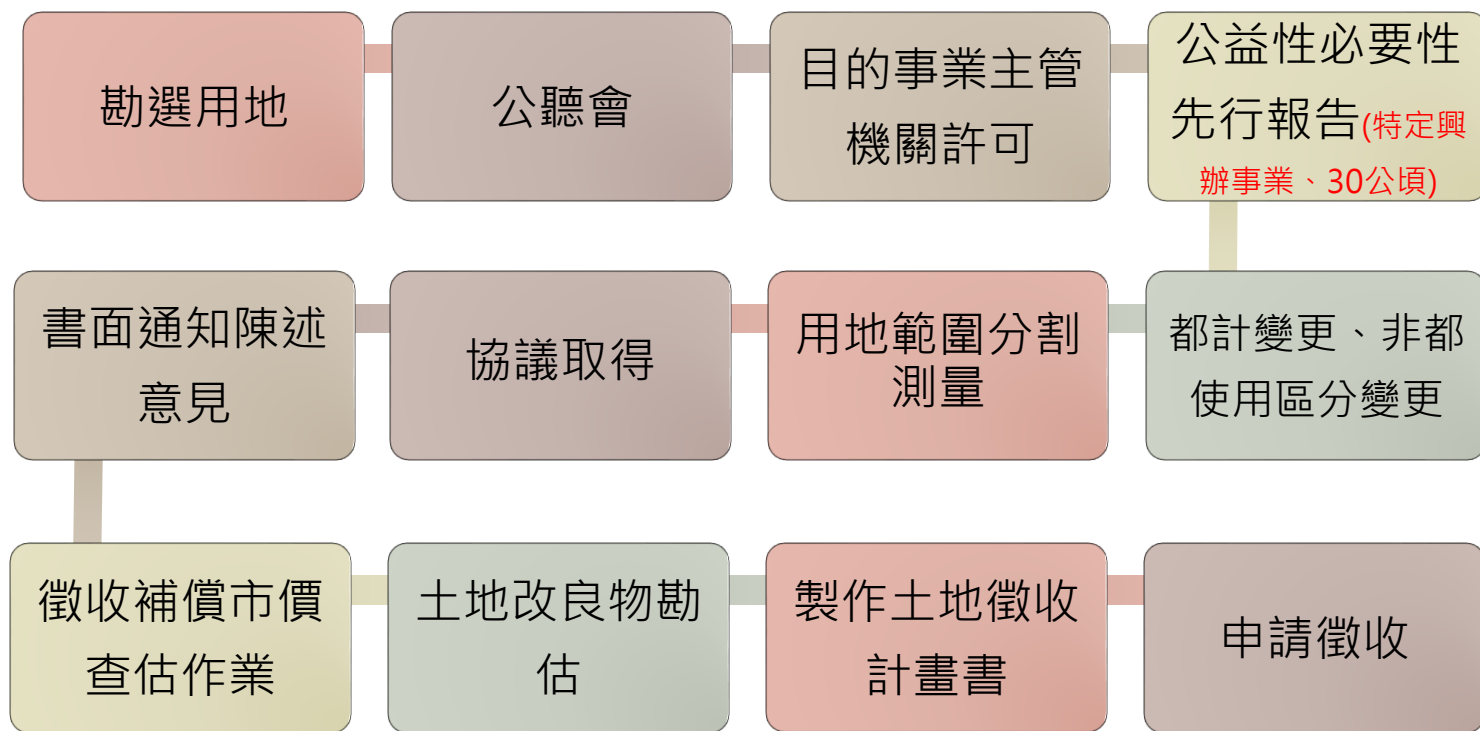 勘選用地
公聽會
目的事業主管
機關許可
公益性必要性
先行報告(特定興
辦事業、30公頃)
都計變更、非都
使用區分變更
用地範圍分割
測量
協議取得
書面通知陳述
意見
徵收補償市價
查估作業
土地改良物勘
估
製作土地徵收
計畫書
申請徵收